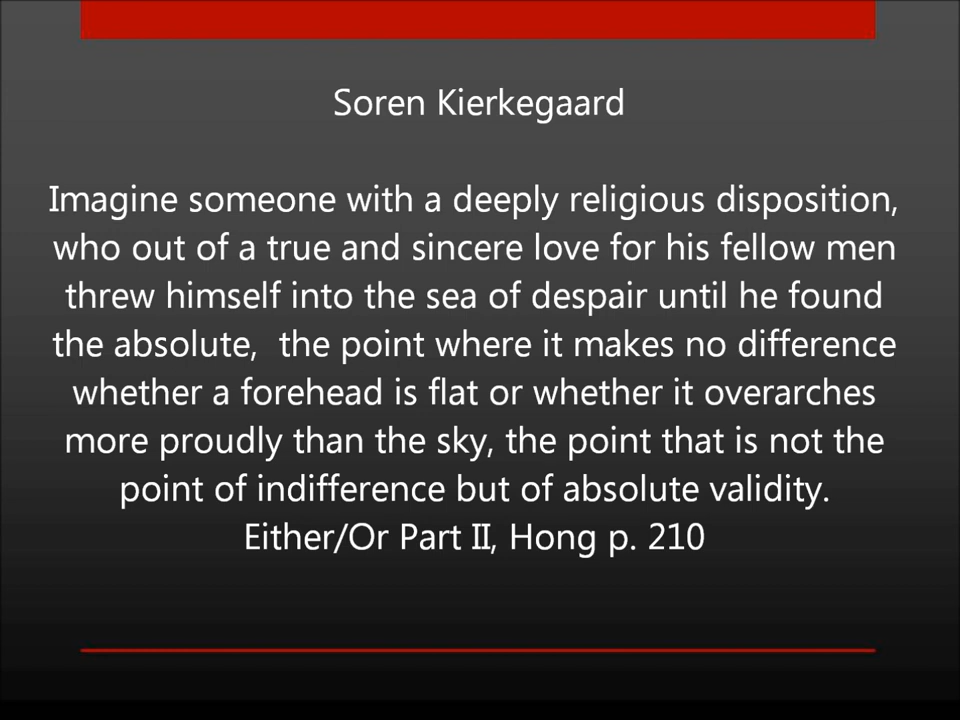 Soren Kierkegaard
Imagine someone with a deeply religious disposition,
who out of a true and sincere love for his fellow men
threw himself into the sea of despair until he found
the absolute,  the point where it makes no difference
whether a forehead is flat or whether it overarches
more proudly than the sky, the point that is not the
point of indifference but of absolute validity.
Either/Or Part II, Hong p. 210